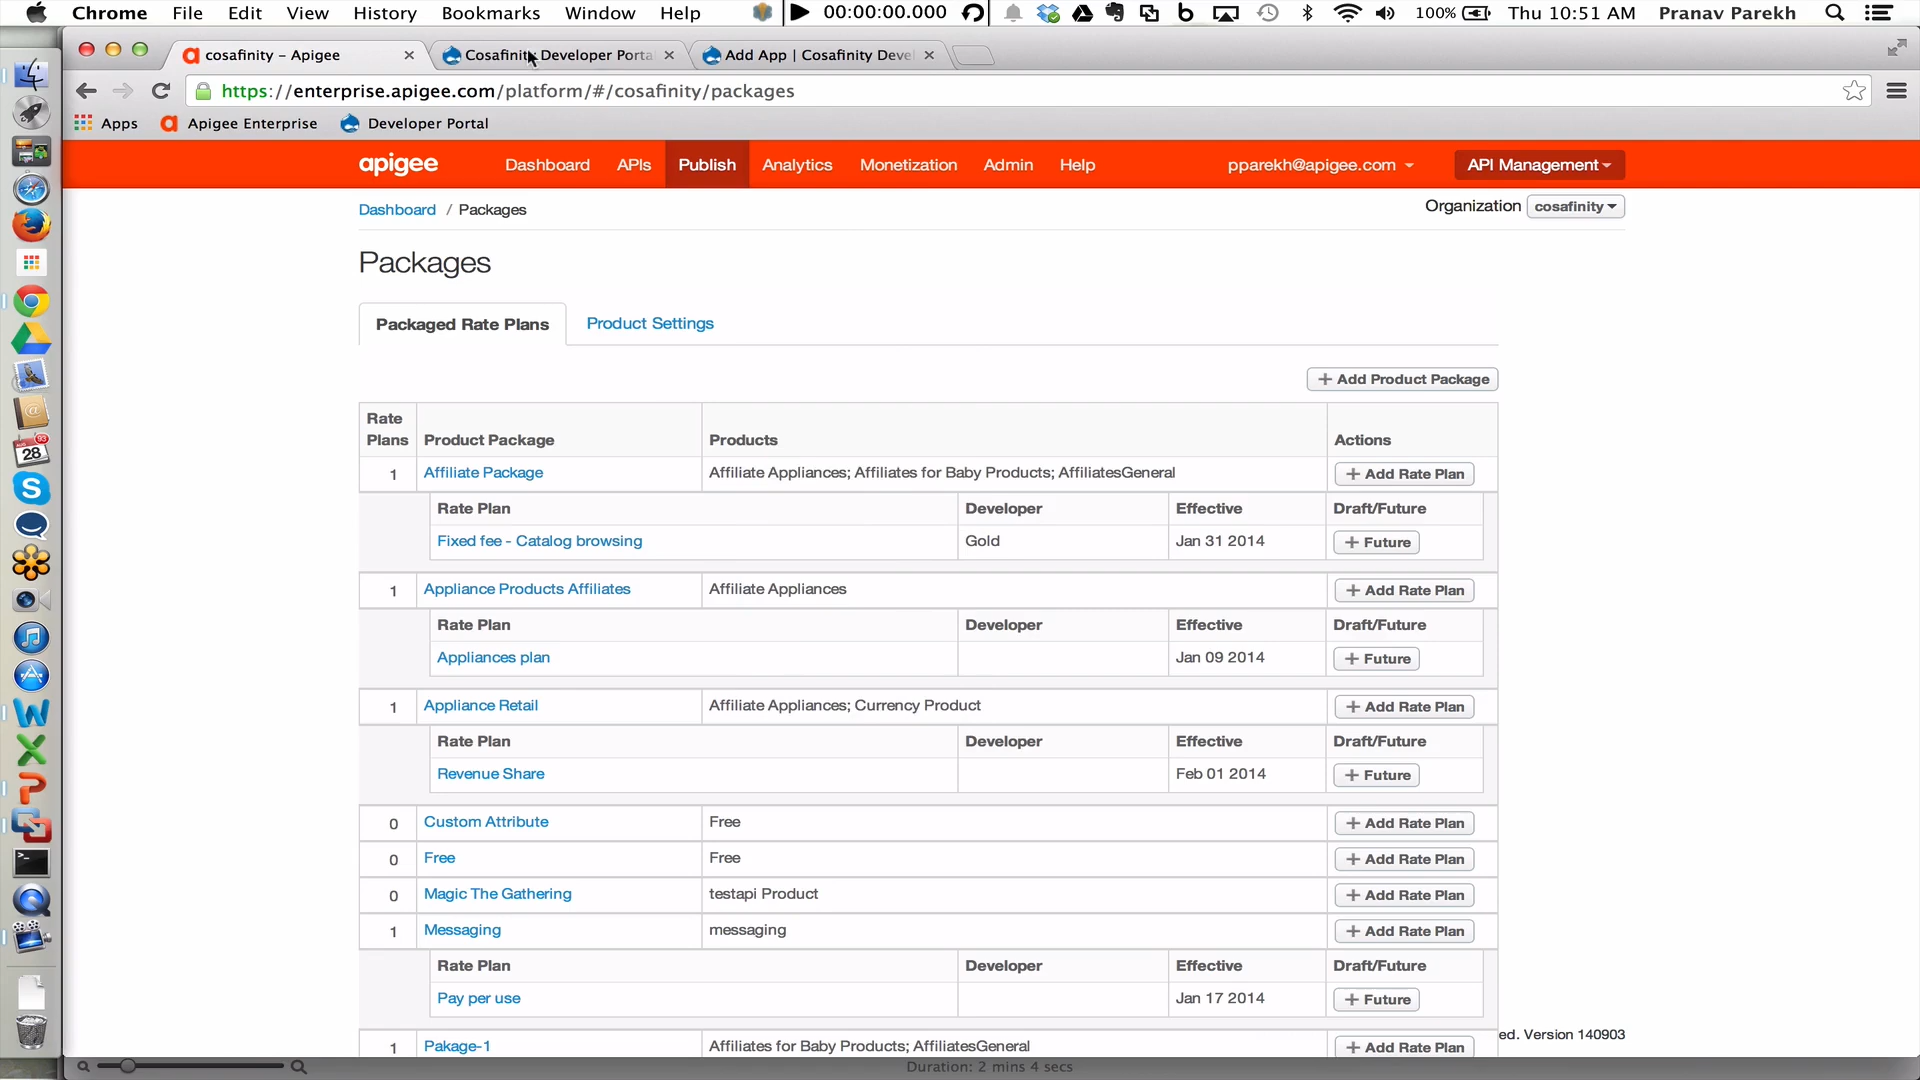 Chrome File Edit View History Bookmarks Window Help 00:00:00.000 100% Thu 10:51 AM Pranav Parekh
cosafinity – Apigee Cosafinity Developer Porta Add App | Cosafinity Deve
https://enterprise.apigee.com/platform/#/cosafinity/packages
Apps Apigee Enterprise Developer Portal
apigee Dashboard APIs Publish Analytics Monetization Admin Help pparekh@apigee.com API Management
Dashboard / Packages Organization cosafinity
Packages
Packaged Rate Plans Product Settings
+ Add Product Package
Rate Plans Product Package Products Actions
1 Affiliate Package Affiliate Appliances; Affiliates for Baby Products; AffiliatesGeneral + Add Rate Plan
Rate Plan Developer Effective Draft/Future
Fixed fee - Catalog browsing Gold Jan 31 2014 + Future
1 Appliance Products Affiliates Affiliate Appliances + Add Rate Plan
Rate Plan Developer Effective Draft/Future
Appliances plan Jan 09 2014 + Future
1 Appliance Retail Affiliate Appliances; Currency Product + Add Rate Plan
Rate Plan Developer Effective Draft/Future
Revenue Share Feb 01 2014 + Future
0 Custom Attribute Free + Add Rate Plan
0 Free Free + Add Rate Plan
0 Magic The Gathering testapi Product + Add Rate Plan
1 Messaging messaging + Add Rate Plan
Rate Plan Developer Effective Draft/Future
Pay per use Jan 17 2014 + Future
ed. Version 140903
1 Pakage-1 Affiliates for Baby Products; AffiliatesGeneral + Add Rate Plan
Duration: 2 mins 4 secs